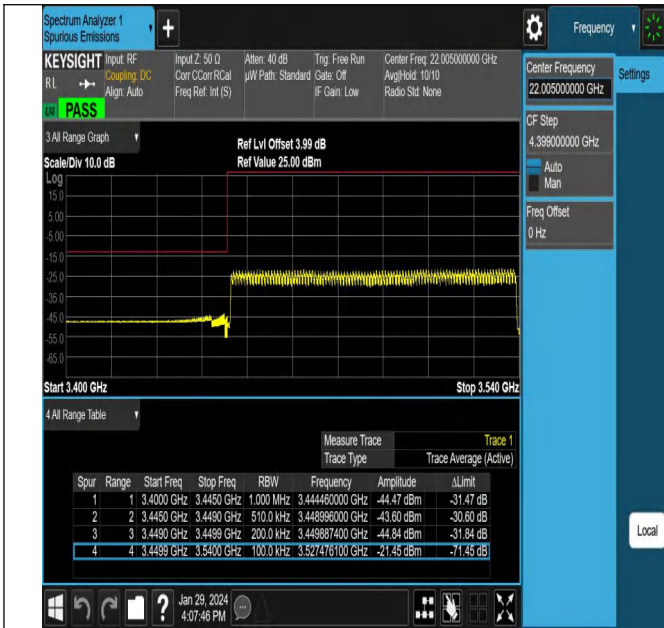 Spectrum Analyzer 1
Spurious Emissions
Frequency
KEYSIGHT
RL
PASS
Input: RF
Coupling: DC
Align: Auto
Input Z: 50 Ω
Corr CCorr RCal
Freq Ref: Int (S)
Atten: 40 dB
µW Path: Standard
Trig: Free Run
Gate: Off
IF Gain: Low
Center Freq: 22.005000000 GHz
Avg|Hold: 10/10
Radio Std: None
Center Frequency
22.005000000 GHz
Settings
CF Step
4.399000000 GHz
Auto
Man
Freq Offset
0 Hz
3 All Range Graph
Scale/Div 10.0 dB
Ref Lvl Offset 3.99 dB
Ref Value 25.00 dBm
Log
15.0
5.00
-5.00
-15.0
-25.0
-35.0
-45.0
-55.0
-65.0
Start 3.400 GHz
Stop 3.540 GHz
4 All Range Table
Measure Trace Trace 1
Trace Type Trace Average (Active)
Spur Range Start Freq Stop Freq RBW Frequency Amplitude ΔLimit
1 1 3.4000 GHz 3.4450 GHz 1.000 MHz 3.444460000 GHz -44.47 dBm -31.47 dB
2 2 3.4450 GHz 3.4490 GHz 510.0 kHz 3.448996000 GHz -43.60 dBm -30.60 dB
3 3 3.4490 GHz 3.4499 GHz 200.0 kHz 3.449887400 GHz -44.84 dBm -31.84 dB
4 4 3.4499 GHz 3.5400 GHz 100.0 kHz 3.527476100 GHz -21.45 dBm -71.45 dB
Local
Jan 29, 2024
4:07:46 PM